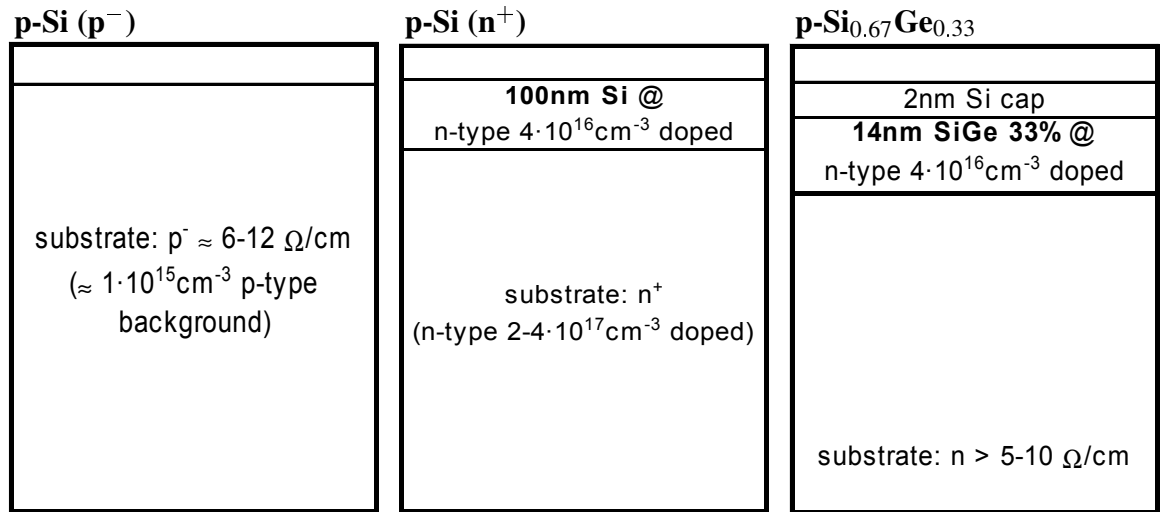 p-Si (p⁻)
substrate: p⁻ ≈ 6-12 Ω/cm
(≈ 1·10¹⁵cm⁻³ p-type
background)
p-Si (n⁺)
100nm Si @
n-type 4·10¹⁶cm⁻³ doped
substrate: n⁺
(n-type 2-4·10¹⁷cm⁻³ doped)
p-Si₀.₆₇Ge₀.₃₃
2nm Si cap
14nm SiGe 33% @
n-type 4·10¹⁶cm⁻³ doped
substrate: n > 5-10 Ω/cm